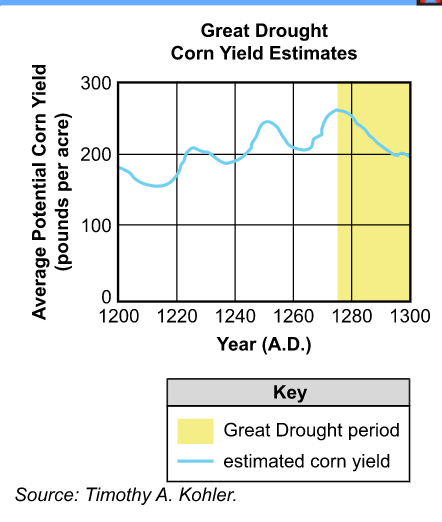 Great Drought
Corn Yield Estimates
Average Potential Corn Yield
(pounds per acre)
300
200
100
0
1200 1220 1240 1260 1280 1300
Year (A.D.)
Key
Great Drought period
estimated corn yield
Source: Timothy A. Kohler.